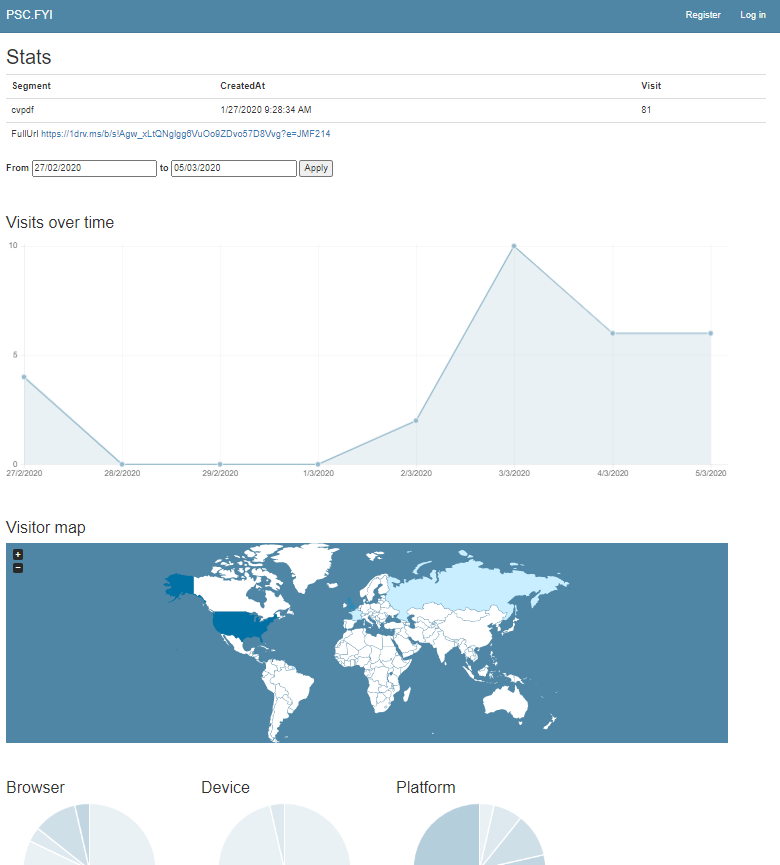 PSC.FYI Register Log in
Stats
Segment CreatedAt Visit
cvpdf 1/27/2020 9:28:34 AM 81
FullUrl https://1drv.ms/b/s!Agw_xLtQNglgg6VuOo9ZDvo57D8Vvg?e=JMF214
From 27/02/2020 to 05/03/2020 Apply
Visits over time
10
5
0
27/2/2020 28/2/2020 29/2/2020 1/3/2020 2/3/2020 3/3/2020 4/3/2020 5/3/2020
Visitor map
+
−
Browser Device Platform